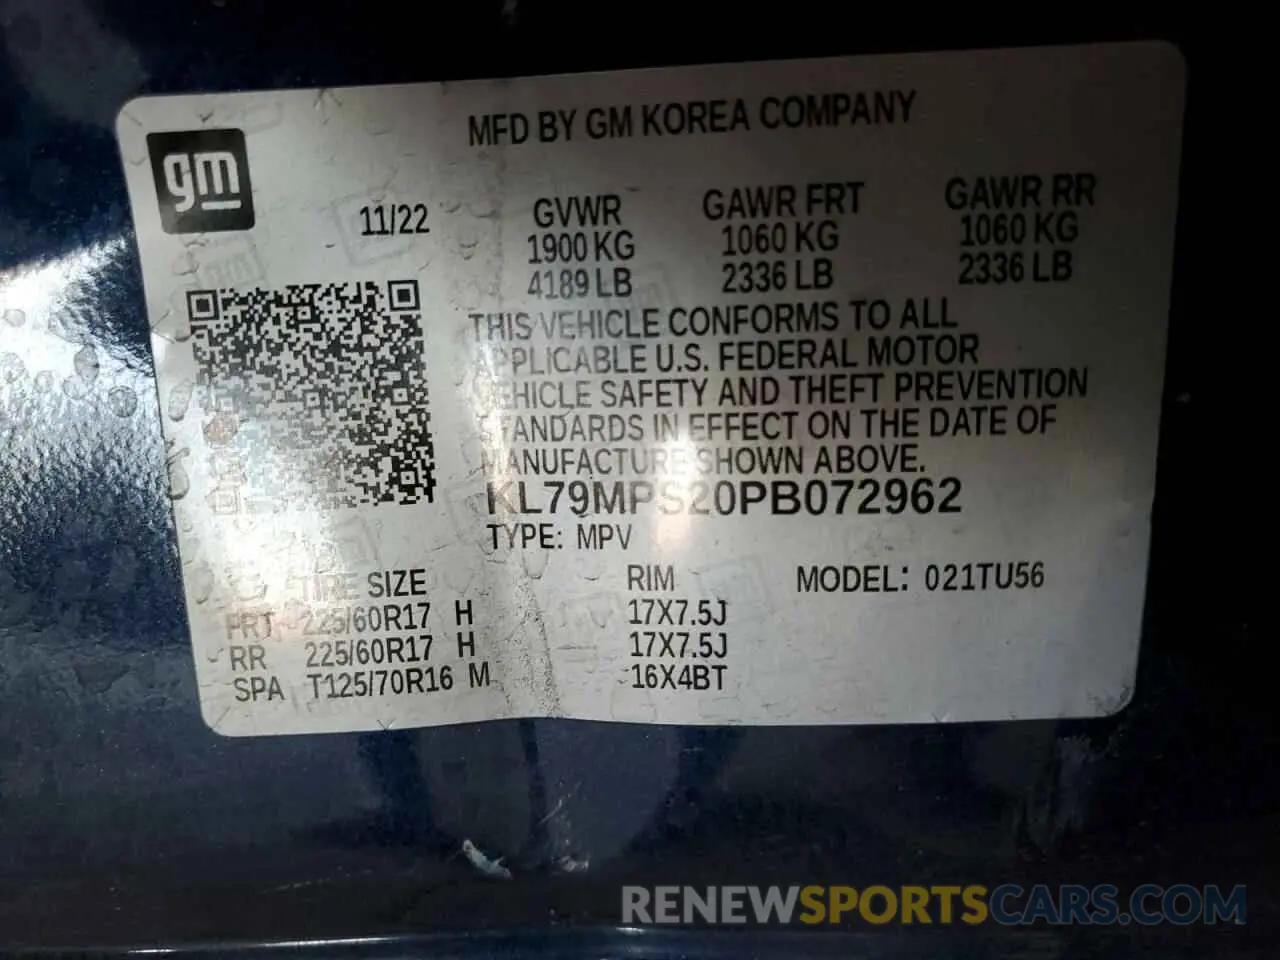 gm
MFD BY GM KOREA COMPANY
11/22
GVWR GAWR FRT GAWR RR
1900 KG 1060 KG 1060 KG
4189 LB 2336 LB 2336 LB
THIS VEHICLE CONFORMS TO ALL
APPLICABLE U.S. FEDERAL MOTOR
VEHICLE SAFETY AND THEFT PREVENTION
STANDARDS IN EFFECT ON THE DATE OF
MANUFACTURE SHOWN ABOVE.
KL79MPS20PB072962
TYPE: MPV
TIRE SIZE RIM MODEL: 021TU56
FRT 225/60R17 H 17X7.5J
RR 225/60R17 H 17X7.5J
SPA T125/70R16 M 16X4BT
RENEWSPORTSCARS.COM